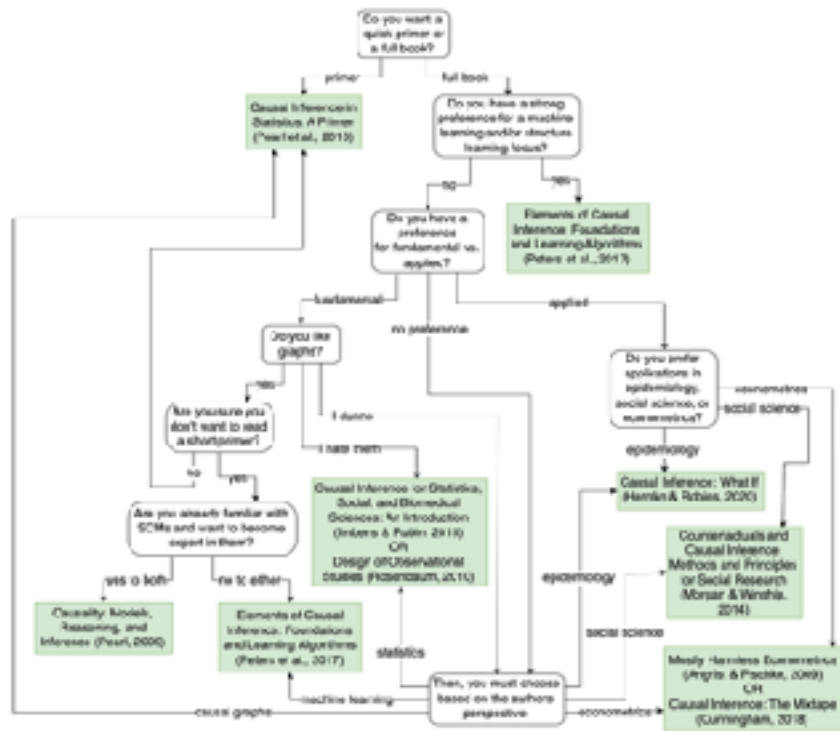 Do you want a
quick primer or
a full book?
primer
full book
Causal Inference in
Statistics: A Primer
(Pearl et al., 2016)
Do you have a strong
preference for a machine
learning and/or structure
learning focus?
no
yes
Elements of Causal
Inference: Foundations
and Learning Algorithms
(Peters et al., 2017)
Do you have a
preference
for fundamental vs.
applied?
fundamental
no preference
applied
Do you like
graphs?
yes
I dunno
I hate them
Do you prefer
applications in
epidemiology,
social science, or
econometrics?
econometrics
social science
epidemiology
Are you sure you
don't want to read
a short primer?
no
yes
Causal Inference: What If
(Hernán & Robins, 2020)
Causal Inference for Statistics,
Social, and Biomedical
Sciences: An Introduction
(Imbens & Rubin, 2015)
OR
Design of Observational
Studies (Rosenbaum, 2010)
Are you already familiar with
SCMs and want to become
expert in them?
yes to both
no to either
Counterfactuals and
Causal Inference
Methods and Principles
for Social Research
(Morgan & Winship,
2014)
Causality: Models,
Reasoning, and
Inference (Pearl, 2009)
Elements of Causal
Inference: Foundations
and Learning Algorithms
(Peters et al., 2017)
epidemiology
social science
statistics
machine learning
causal graphs
econometrics
Then, you must choose
based on the authors
perspective
Mostly Harmless Econometrics
(Angrist & Pischke, 2009)
OR
Causal Inference: The Mixtape
(Cunningham, 2018)